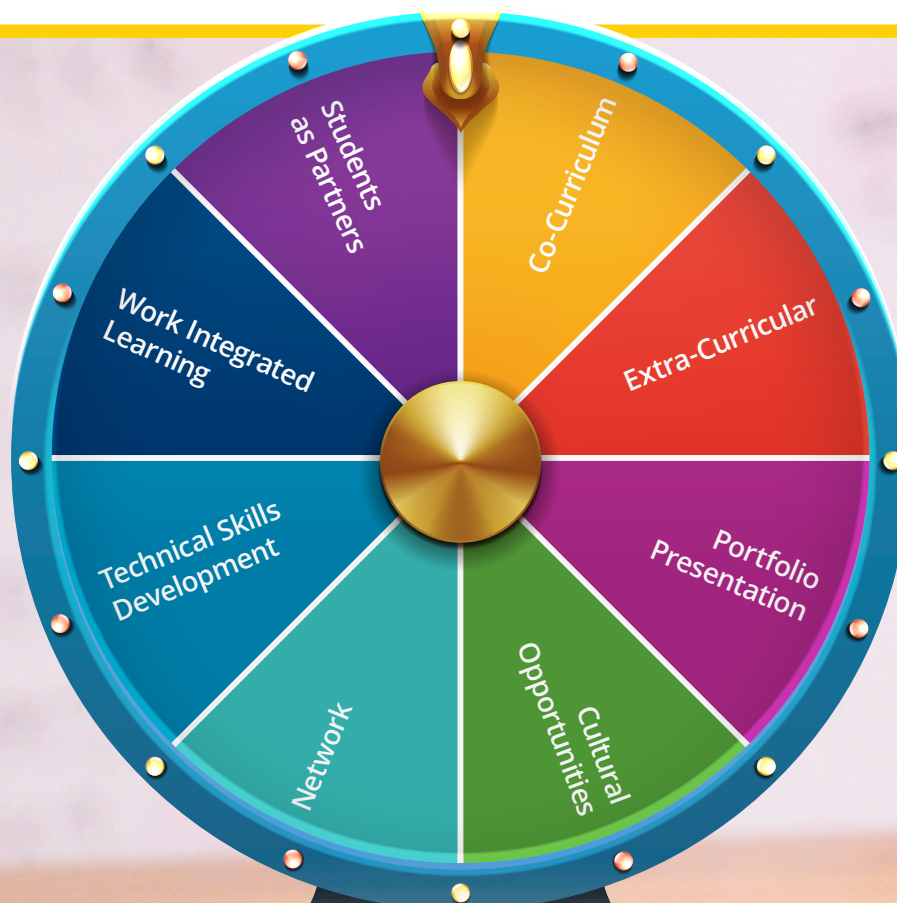 Co-Curriculum
Extra-Curricular
Portfolio
Presentation
Cultural
Opportunities
Network
Technical Skills
Development
Work Integrated
Learning
Students
as Partners